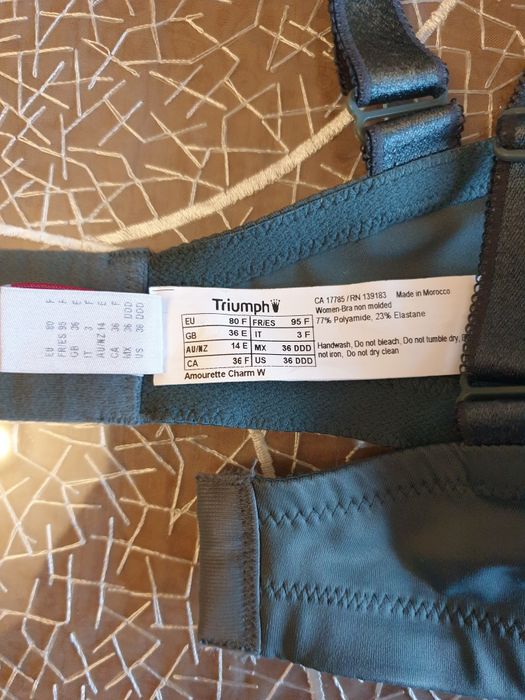 Triumph
EU 80 F FR/ES 95 F
GB 36 E IT 3 F
AU/NZ 14 E MX 36 DDD
CA 36 F US 36 DDD
Amourette Charm W
CA 17785 / RN 139183 Made in Morocco
Women-Bra non molded
77% Polyamide, 23% Elastane
Handwash, Do not bleach, Do not tumble dry,
not iron, Do not dry clean
EU 80 F
FR/ES 95 F
GB 36 E
IT 3 F
AU/NZ 14 E
CA 36 F
MX 36 DDD
US 36 DDD